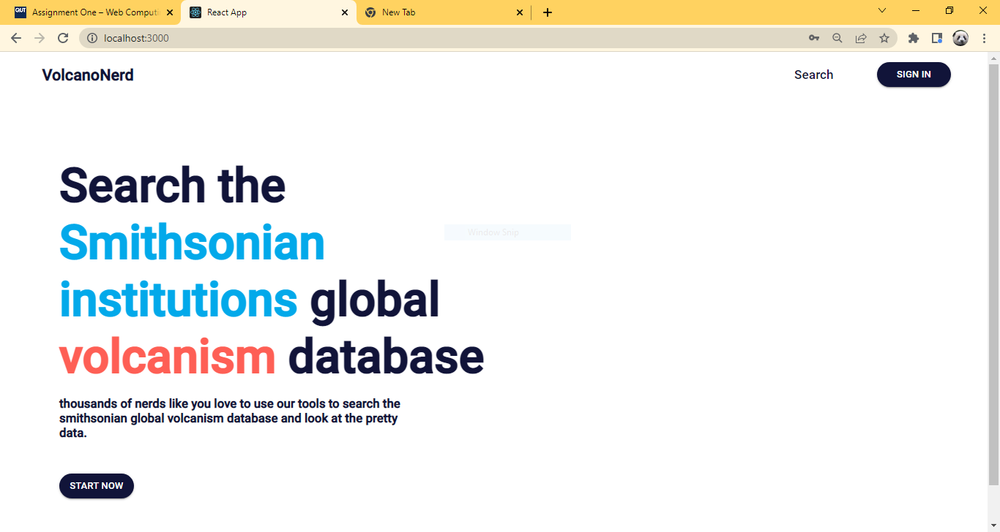 QUT Assignment One – Web Computi
React App
New Tab
localhost:3000
VolcanoNerd
Search
SIGN IN
Search the
Smithsonian
institutions global
volcanism database
Window Snip
thousands of nerds like you love to use our tools to search the
smithsonian global volcanism database and look at the pretty
data.
START NOW